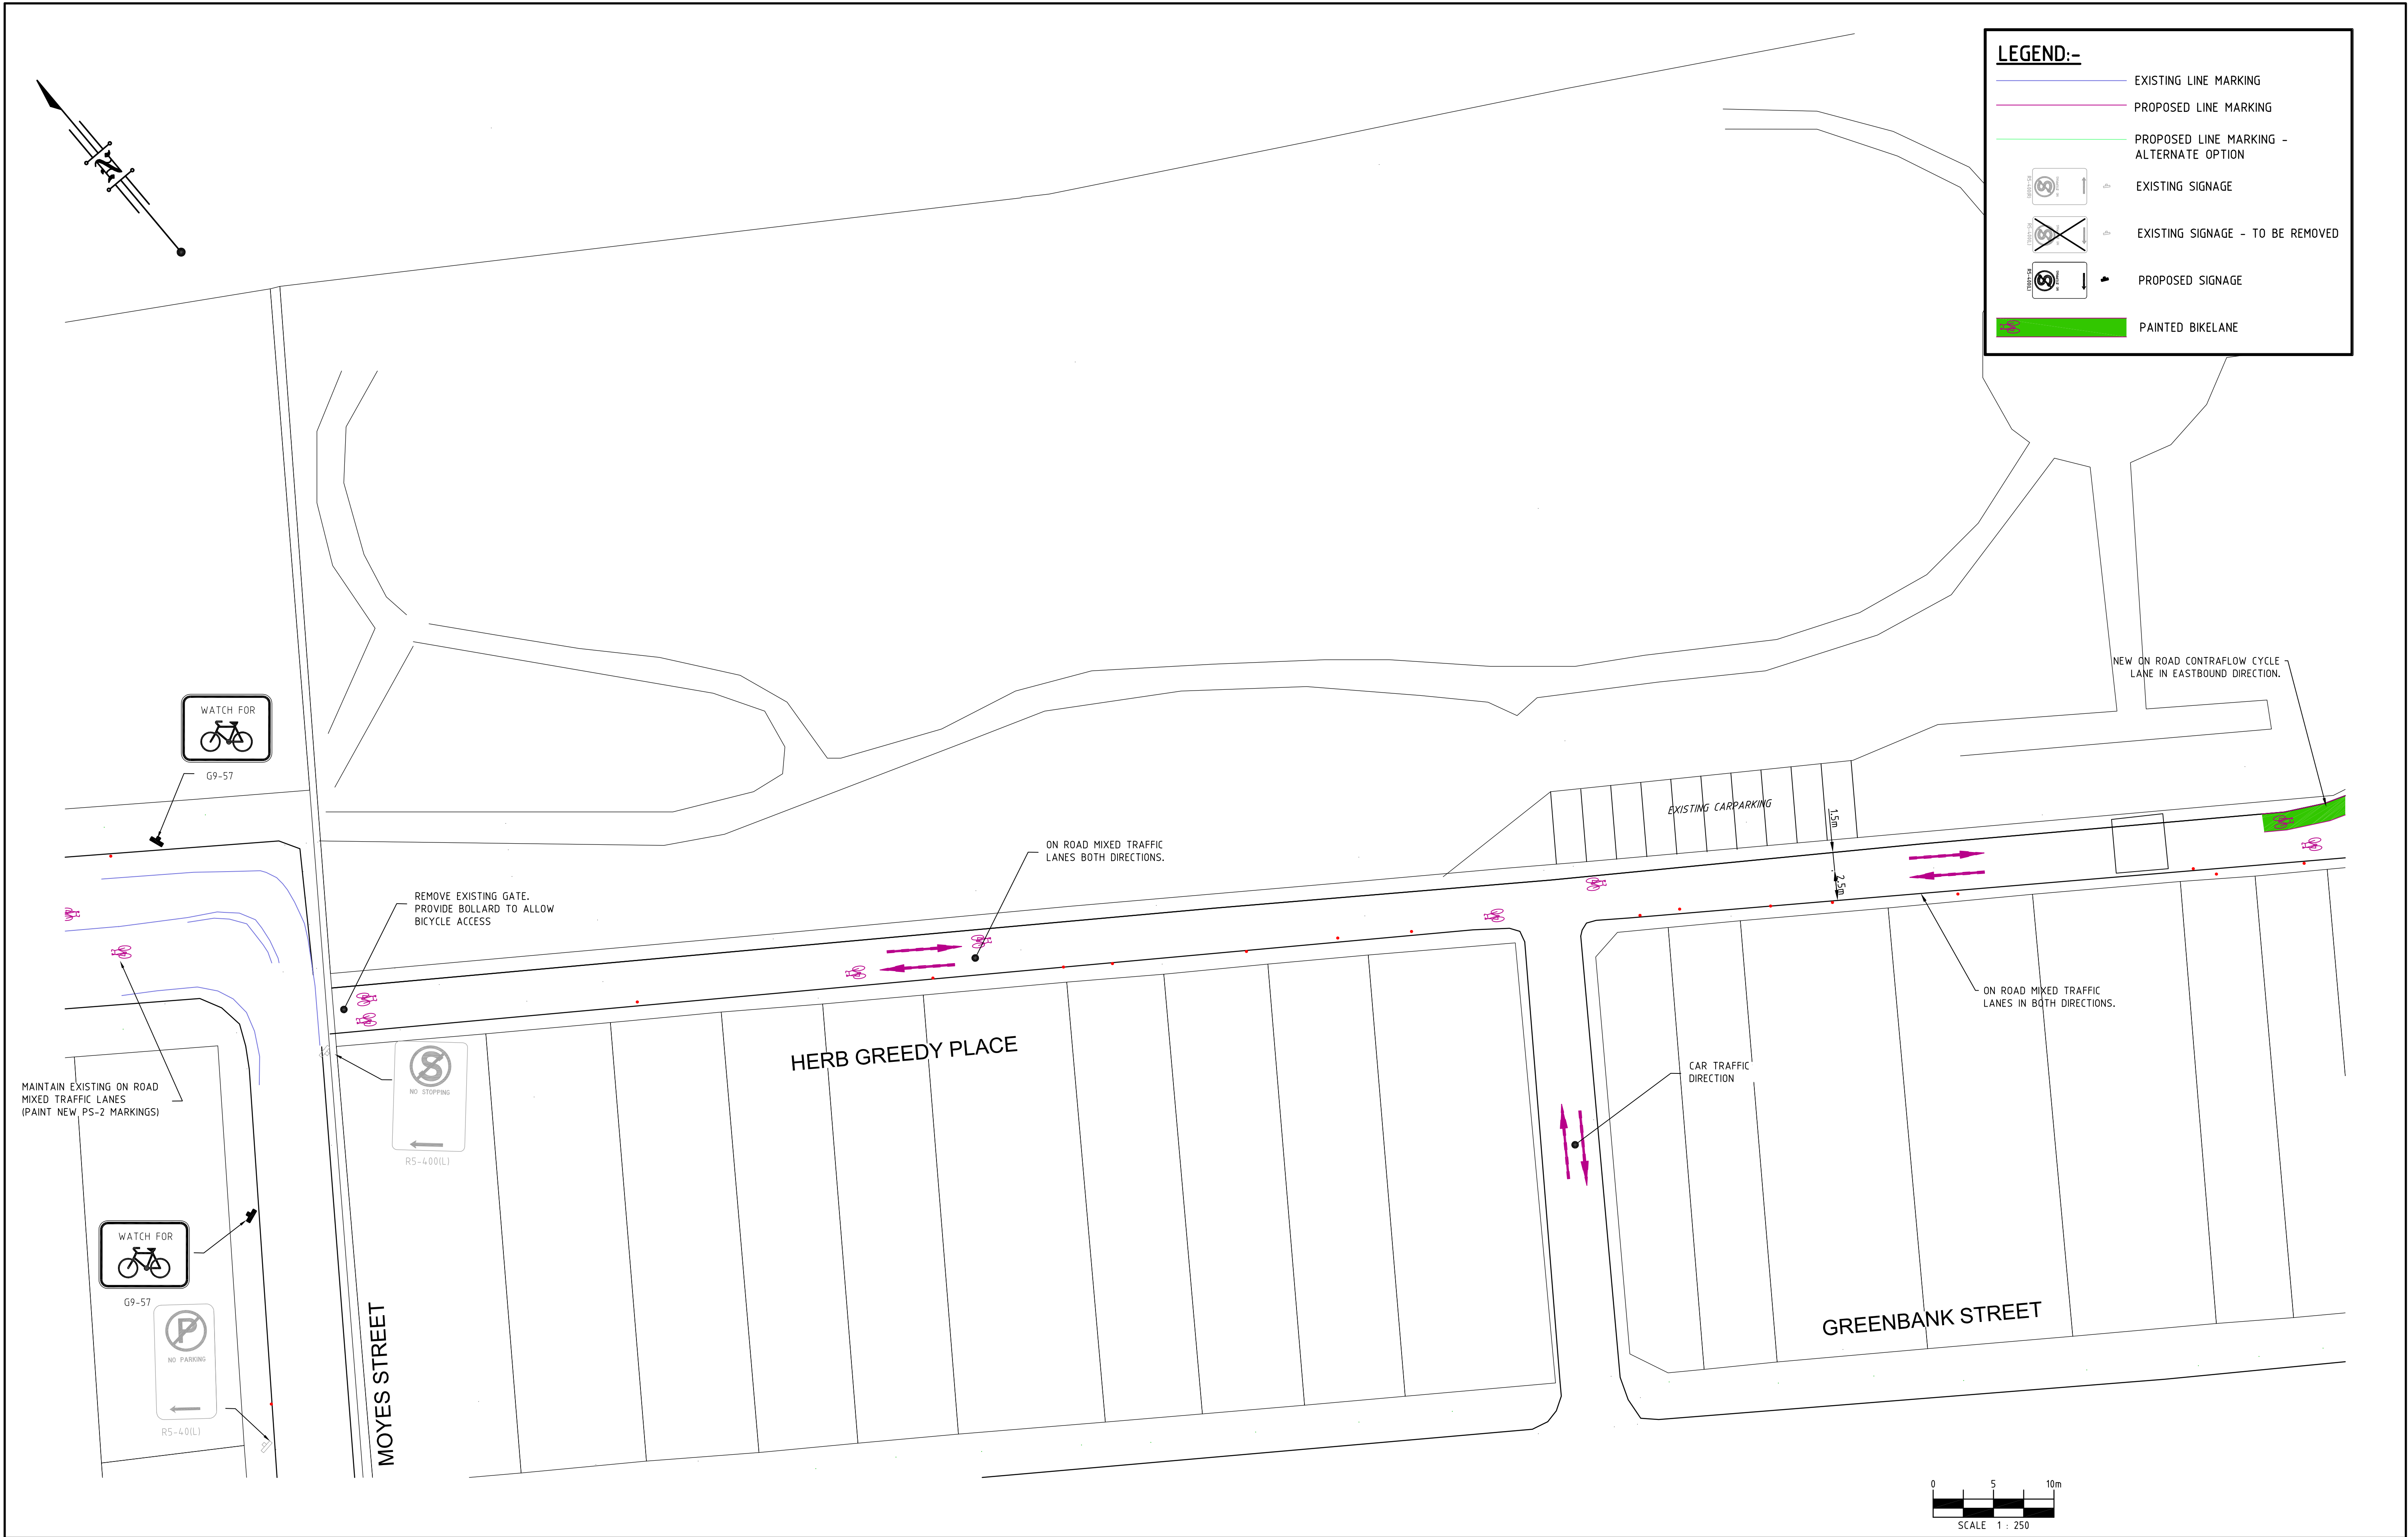 LEGEND:-
EXISTING LINE MARKING
PROPOSED LINE MARKING
PROPOSED LINE MARKING -
ALTERNATE OPTION
EXISTING SIGNAGE
EXISTING SIGNAGE - TO BE REMOVED
PROPOSED SIGNAGE
PAINTED BIKELANE
N
NEW ON ROAD CONTRAFLOW CYCLE
LANE IN EASTBOUND DIRECTION.
WATCH FOR
G9-57
EXISTING CARPARKING
1.5m
2.5m
ON ROAD MIXED TRAFFIC
LANES BOTH DIRECTIONS.
REMOVE EXISTING GATE.
PROVIDE BOLLARD TO ALLOW
BICYCLE ACCESS
ON ROAD MIXED TRAFFIC
LANES IN BOTH DIRECTIONS.
HERB GREEDY PLACE
S
NO STOPPING
R5-400(L)
CAR TRAFFIC
DIRECTION
MAINTAIN EXISTING ON ROAD
MIXED TRAFFIC LANES
(PAINT NEW PS-2 MARKINGS)
WATCH FOR
G9-57
P
NO PARKING
R5-40(L)
MOYES STREET
GREENBANK STREET
0 5 10m
SCALE 1 : 250